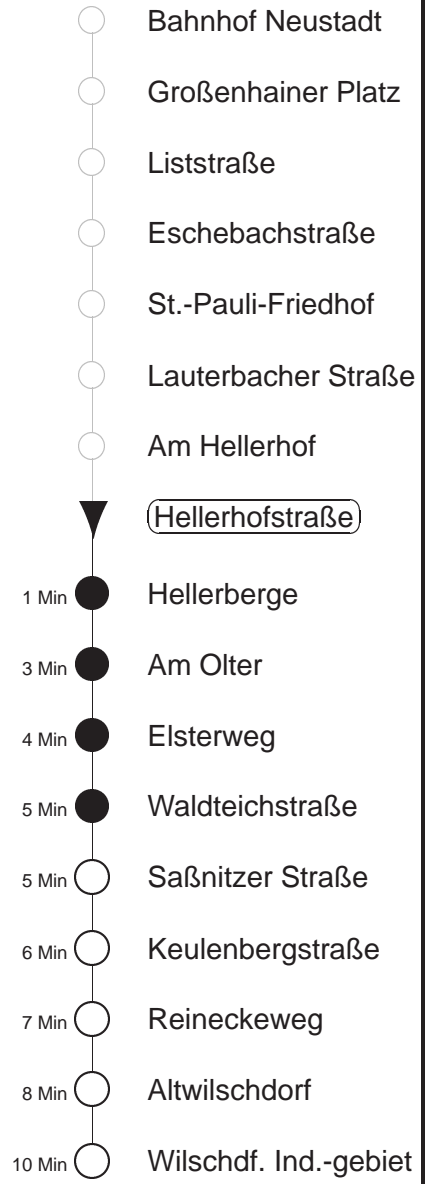 Bahnhof Neustadt
Großenhainer Platz
Liststraße
Eschebachstraße
St.-Pauli-Friedhof
Lauterbacher Straße
Am Hellerhof
Hellerhofstraße
1 Min Hellerberge
3 Min Am Olter
4 Min Elsterweg
5 Min Waldteichstraße
5 Min Saßnitzer Straße
6 Min Keulenbergstraße
7 Min Reineckeweg
8 Min Altwilschdorf
10 Min Wilschdf. Ind.-gebiet